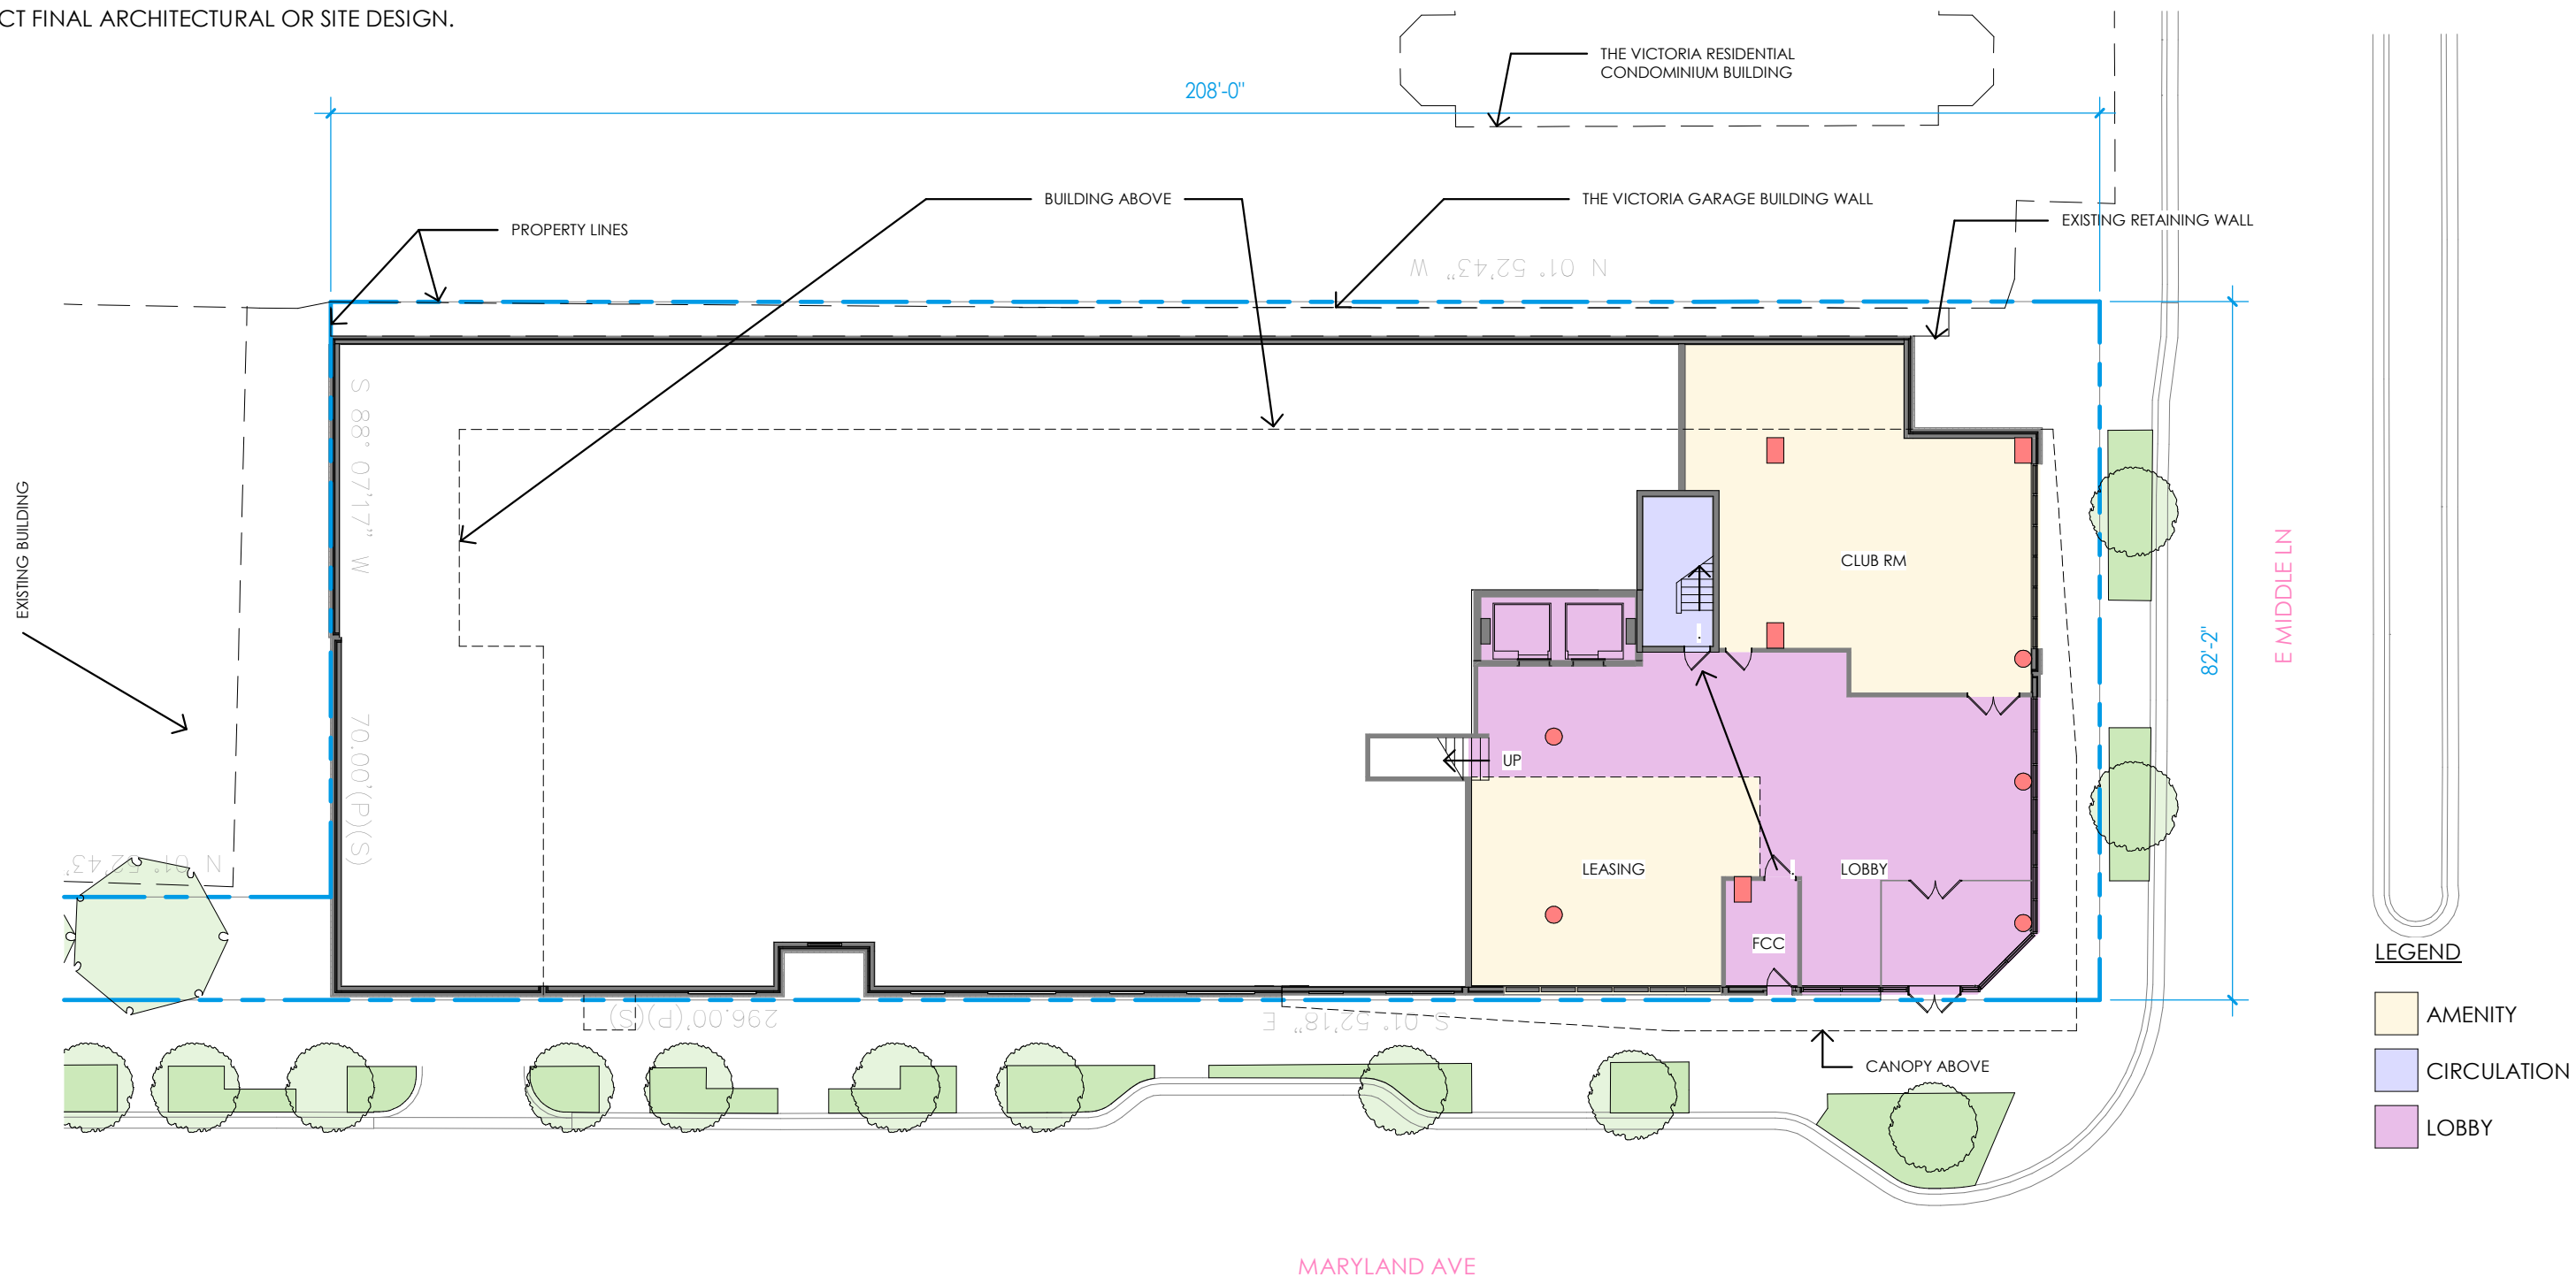 CT FINAL ARCHITECTURAL OR SITE DESIGN.
THE VICTORIA RESIDENTIAL
CONDOMINIUM BUILDING
208'-0"
BUILDING ABOVE
THE VICTORIA GARAGE BUILDING WALL
PROPERTY LINES
EXISTING RETAINING WALL
N 01° 52'43" W
S 88° 07'17" W
70.00'(P)(S)
EXISTING BUILDING
N 01° 52'43'
CLUB RM
E MIDDLE LN
82'-2"
UP
LEASING
LOBBY
FCC
296.00'(P)(S)
S 01° 52'18" E
CANOPY ABOVE
LEGEND
AMENITY
CIRCULATION
LOBBY
MARYLAND AVE